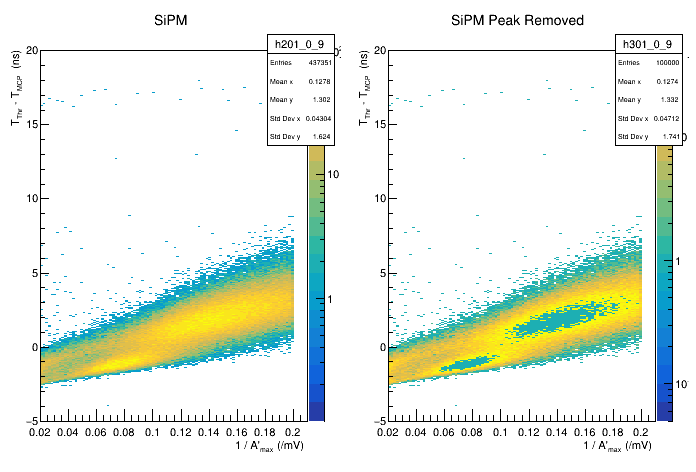 SiPM
h201_0_9
Entries 437351
Mean x 0.1278
Mean y 1.302
Std Dev x 0.04304
Std Dev y 1.624
T_Thr - T_MCP (ns)
20
15
10
5
0
−5
0.02 0.04 0.06 0.08 0.1 0.12 0.14 0.16 0.18 0.2
1 / A'_max (/mV)
10
1
SiPM Peak Removed
h301_0_9
Entries 100000
Mean x 0.1274
Mean y 1.332
Std Dev x 0.04712
Std Dev y 1.741
T_Thr - T_MCP (ns)
20
15
10
5
0
−5
0.02 0.04 0.06 0.08 0.1 0.12 0.14 0.16 0.18 0.2
1 / A'_max (/mV)
1
10